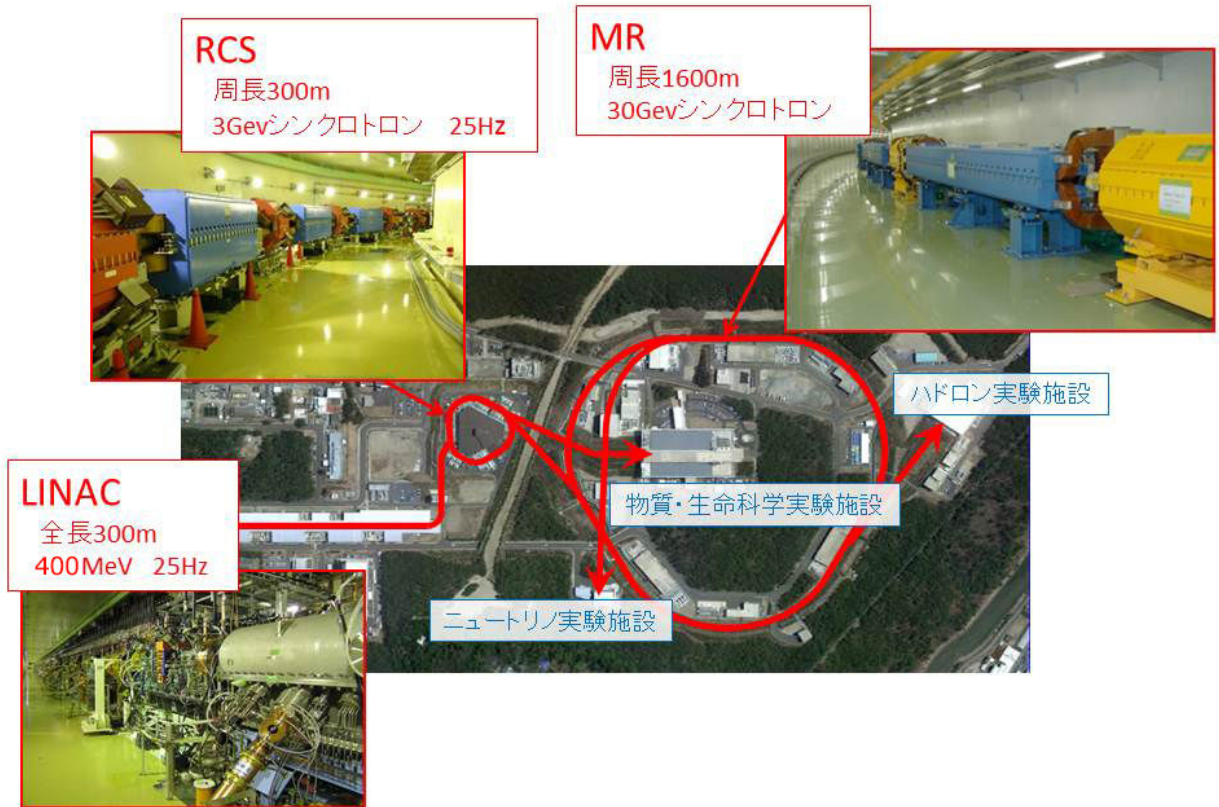 RCS
周長300m
3Gevシンクロトロン 25Hz
MR
周長1600m
30Gevシンクロトロン
ハドロン実験施設
物質・生命科学実験施設
ニュートリノ実験施設
LINAC
全長300m
400MeV 25Hz